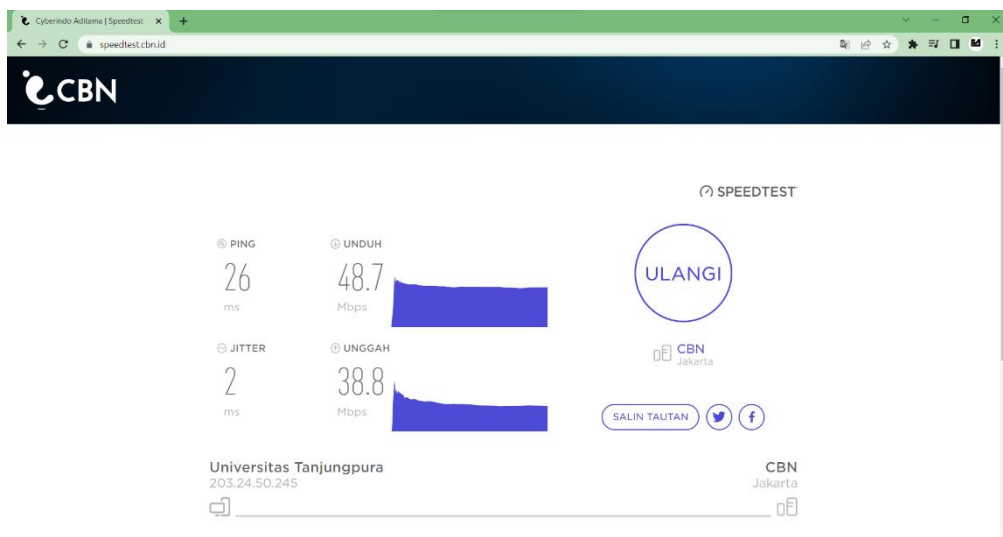 Cyberindo Aditama | Speedtest
speedtest.cbn.id
CBN
SPEEDTEST
PING
26
ms
UNDUH
48.7
Mbps
JITTER
2
ms
UNGGAH
38.8
Mbps
ULANGI
CBN
Jakarta
SALIN TAUTAN
Universitas Tanjungpura
203.24.50.245
CBN
Jakarta